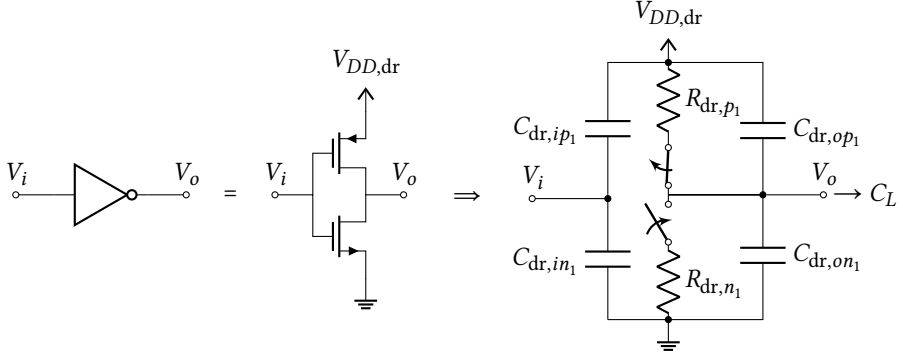 V_i
V_o
=
V_i
V_{DD,dr}
V_o
⇒
V_{DD,dr}
R_{dr,p_1}
C_{dr,ip_1}
C_{dr,op_1}
V_i
V_o
C_L
C_{dr,in_1}
R_{dr,n_1}
C_{dr,on_1}